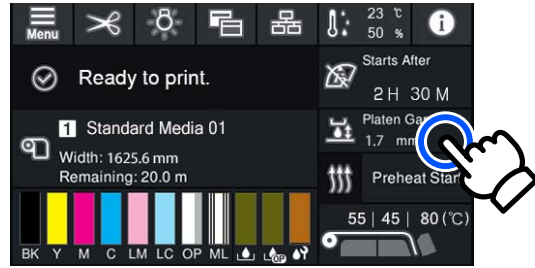 Menu
23 °C
50 %
Ready to print.
Starts After
2 H 30 M
1 Standard Media 01
Width: 1625.6 mm
Remaining: 20.0 m
Platen Ga
1.7 mm
Preheat Start
55 | 45 | 80 (°C)
BK Y M C LM LC OP ML OP